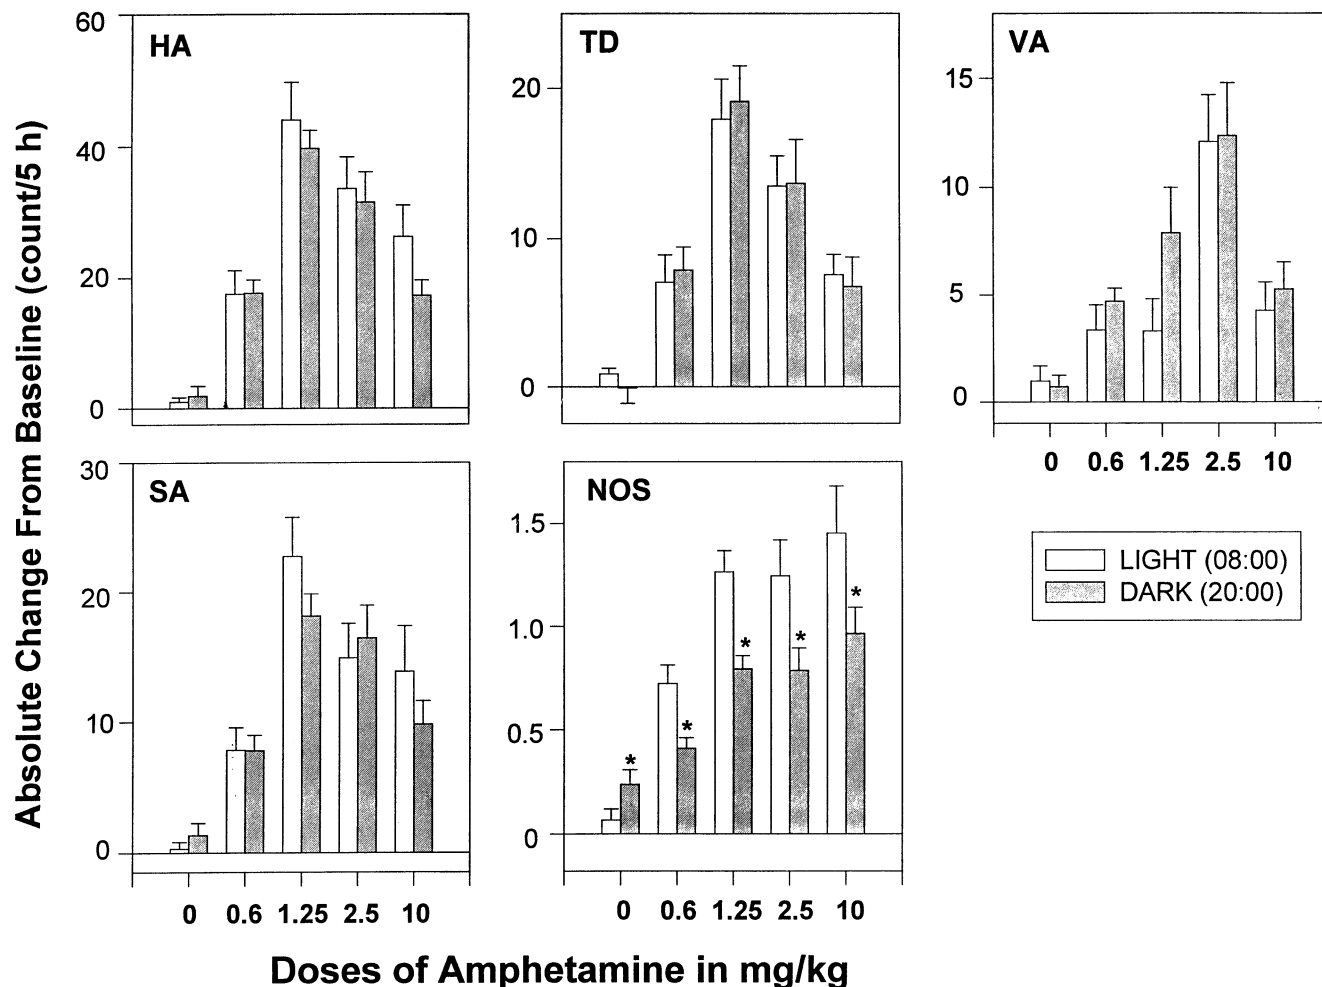 Absolute Change From Baseline (count/5 h)
60
40
20
0
HA
20
10
0
TD
15
10
5
0
VA
0 0.6 1.25 2.5 10
30
20
10
0
SA
0 0.6 1.25 2.5 10
1.5
1.0
0.5
0
NOS
* * * * *
0 0.6 1.25 2.5 10
LIGHT (08:00)
DARK (20:00)
Doses of Amphetamine in mg/kg